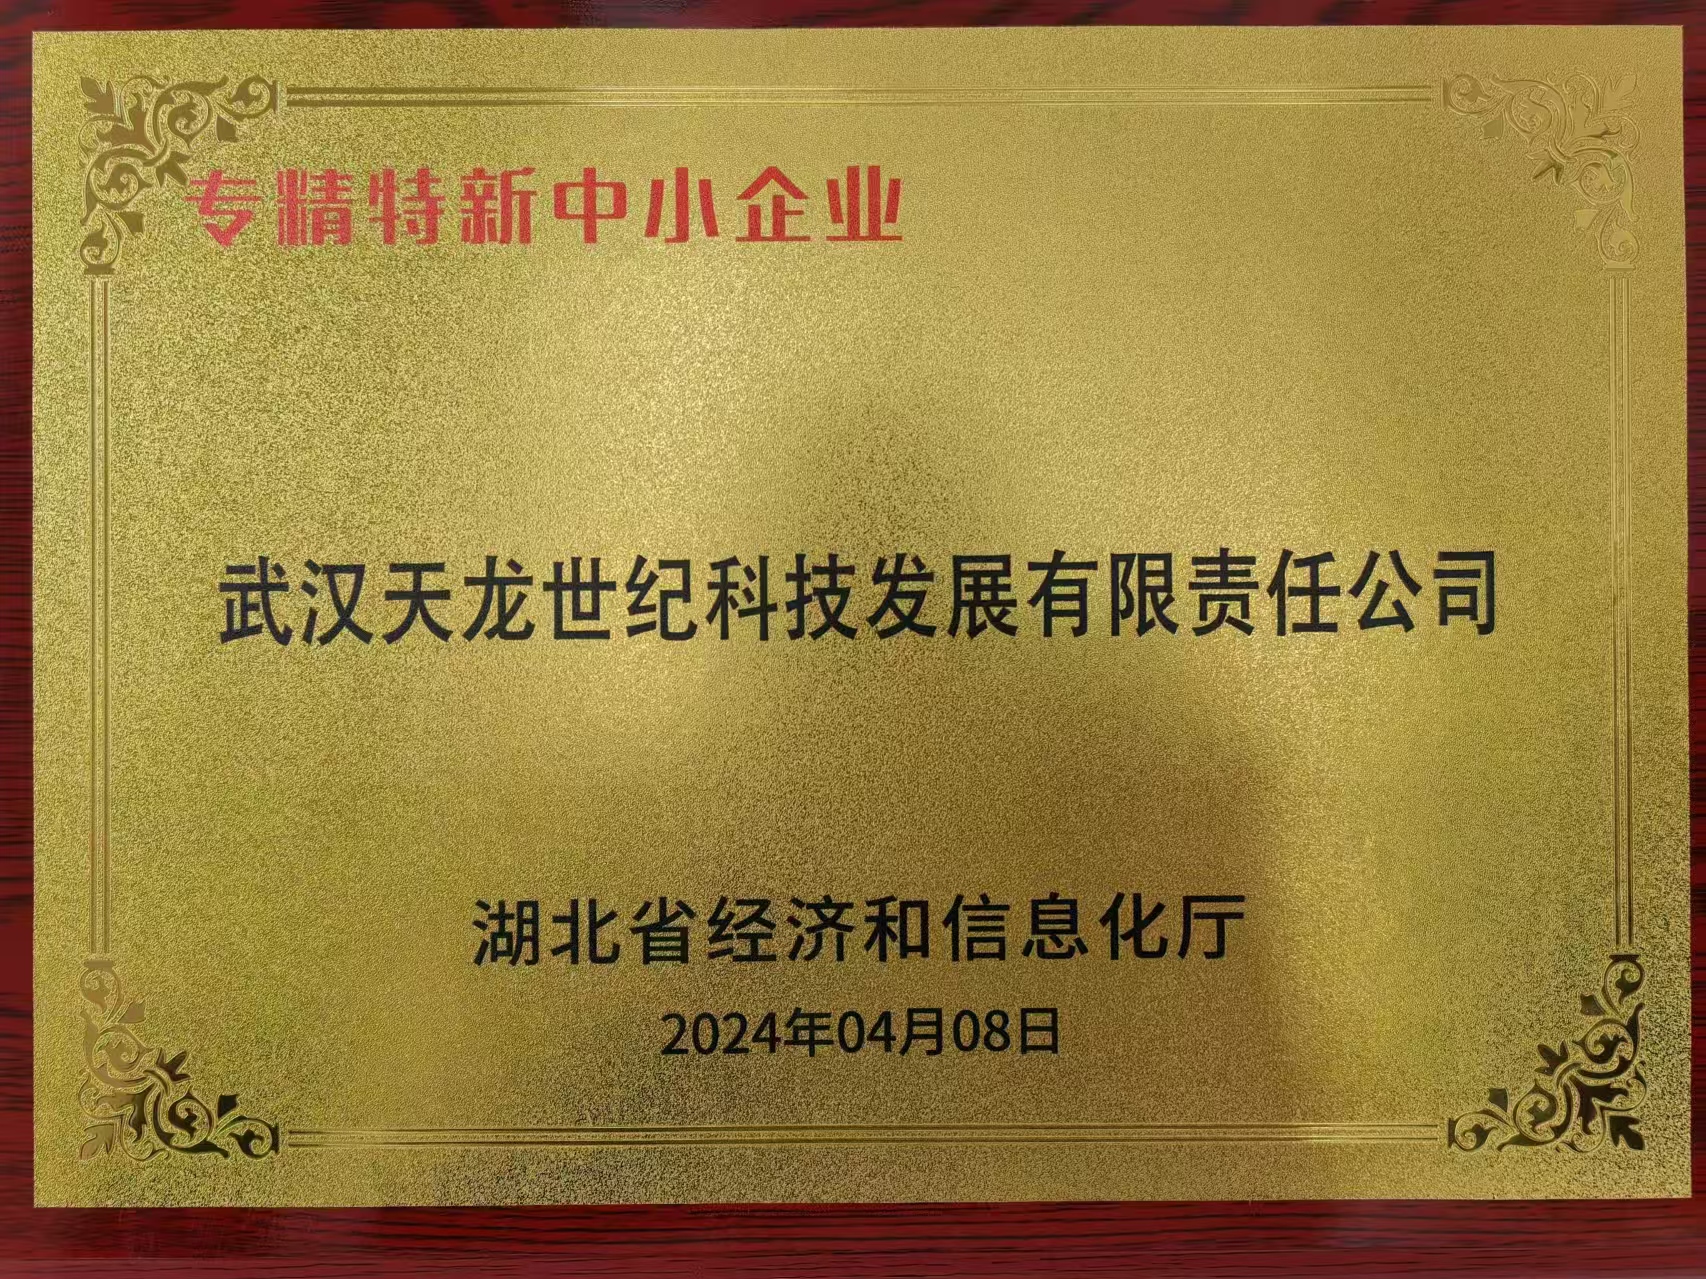 专精特新中小企业
武汉天龙世纪科技发展有限责任公司
湖北省经济和信息化厅
2024年04月08日